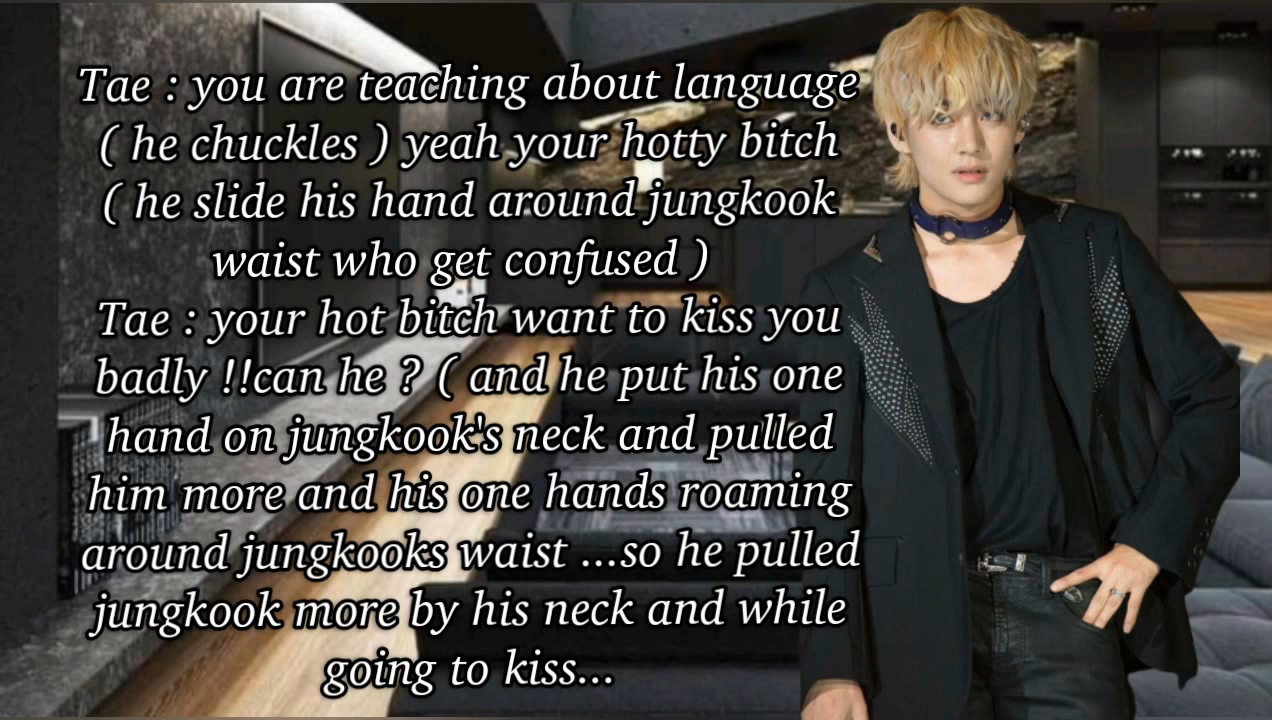 Tae : you are teaching about language
( he chuckles ) yeah your hotty bitch
( he slide his hand around jungkook
waist who get confused )
Tae : your hot bitch want to kiss you
badly !!can he ? ( and he put his one
hand on jungkook's neck and pulled
him more and his one hands roaming
around jungkooks waist ...so he pulled
jungkook more by his neck and while
going to kiss...